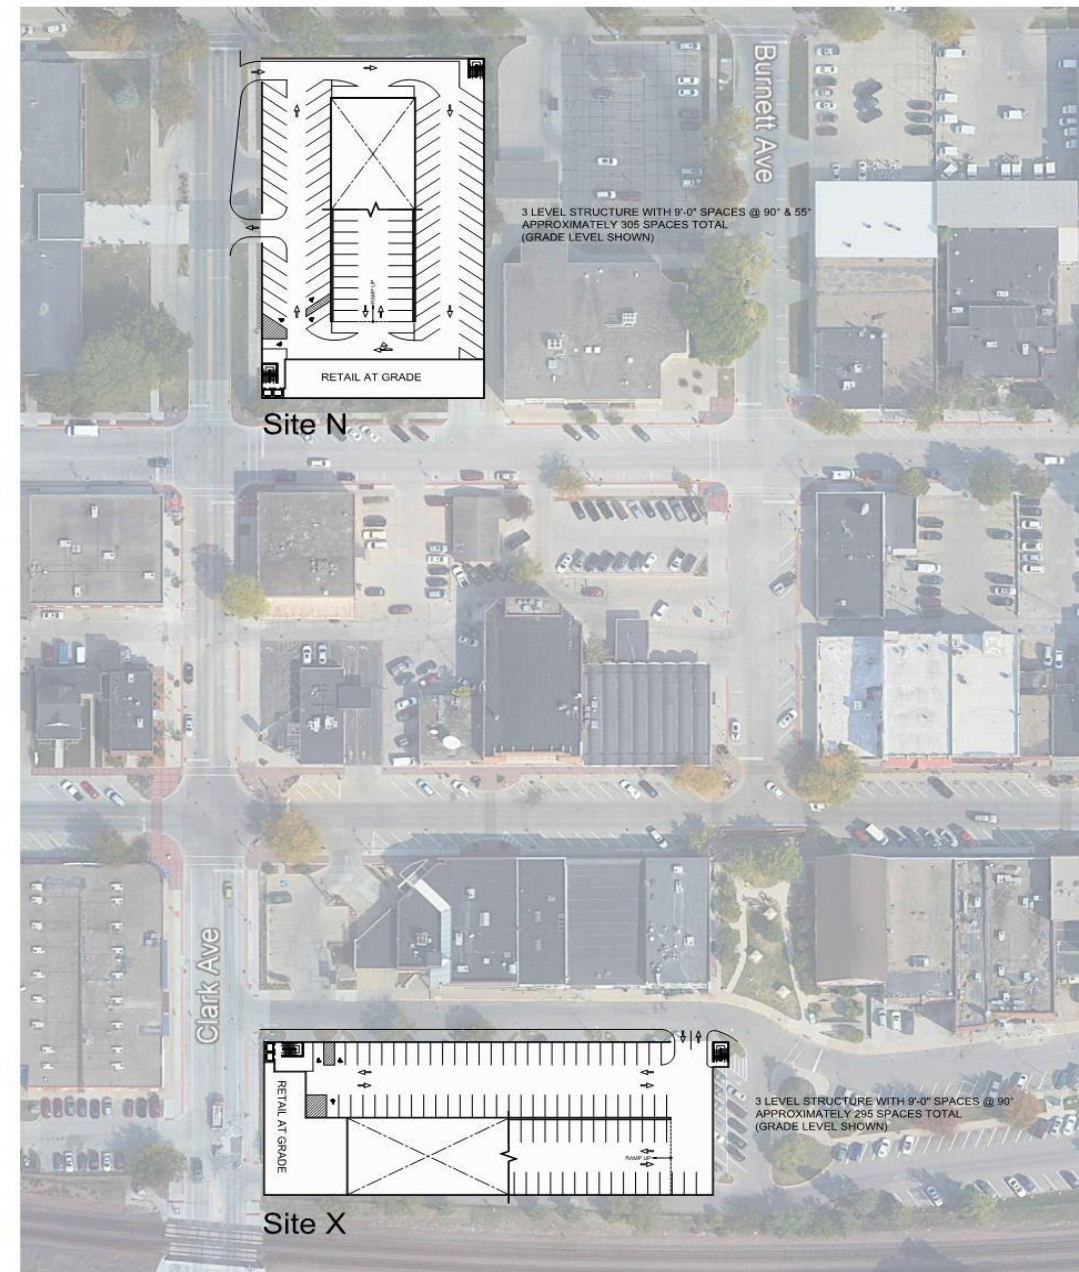 Burnett Ave
3 LEVEL STRUCTURE WITH 9'-0" SPACES @ 90° & 55°
APPROXIMATELY 305 SPACES TOTAL
(GRADE LEVEL SHOWN)
RAMP UP
RETAIL AT GRADE
Site N
Clark Ave
RETAIL AT GRADE
3 LEVEL STRUCTURE WITH 9'-0" SPACES @ 90°
APPROXIMATELY 295 SPACES TOTAL
(GRADE LEVEL SHOWN)
RAMP UP
Site X